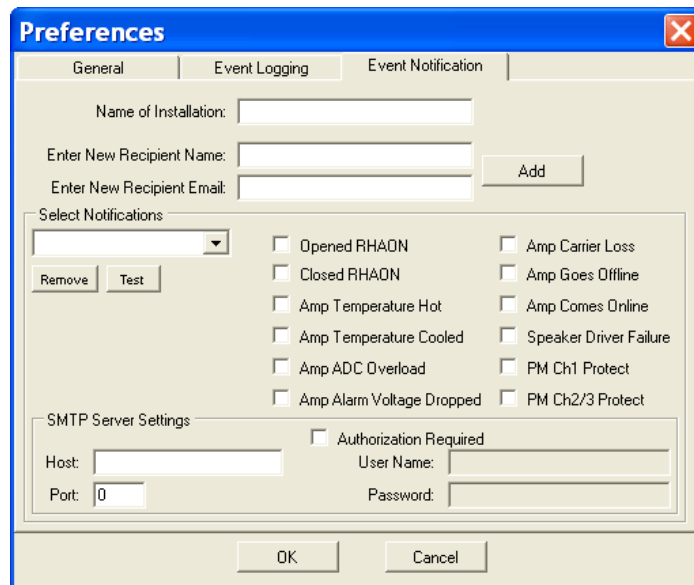 Preferences
General Event Logging Event Notification
Name of Installation:
Enter New Recipient Name:
Add
Enter New Recipient Email:
Select Notifications
Remove Test
Opened RHAON
Closed RHAON
Amp Temperature Hot
Amp Temperature Cooled
Amp ADC Overload
Amp Alarm Voltage Dropped
Amp Carrier Loss
Amp Goes Offline
Amp Comes Online
Speaker Driver Failure
PM Ch1 Protect
PM Ch2/3 Protect
SMTP Server Settings
Authorization Required
Host:
User Name:
Port: 0
Password:
OK Cancel